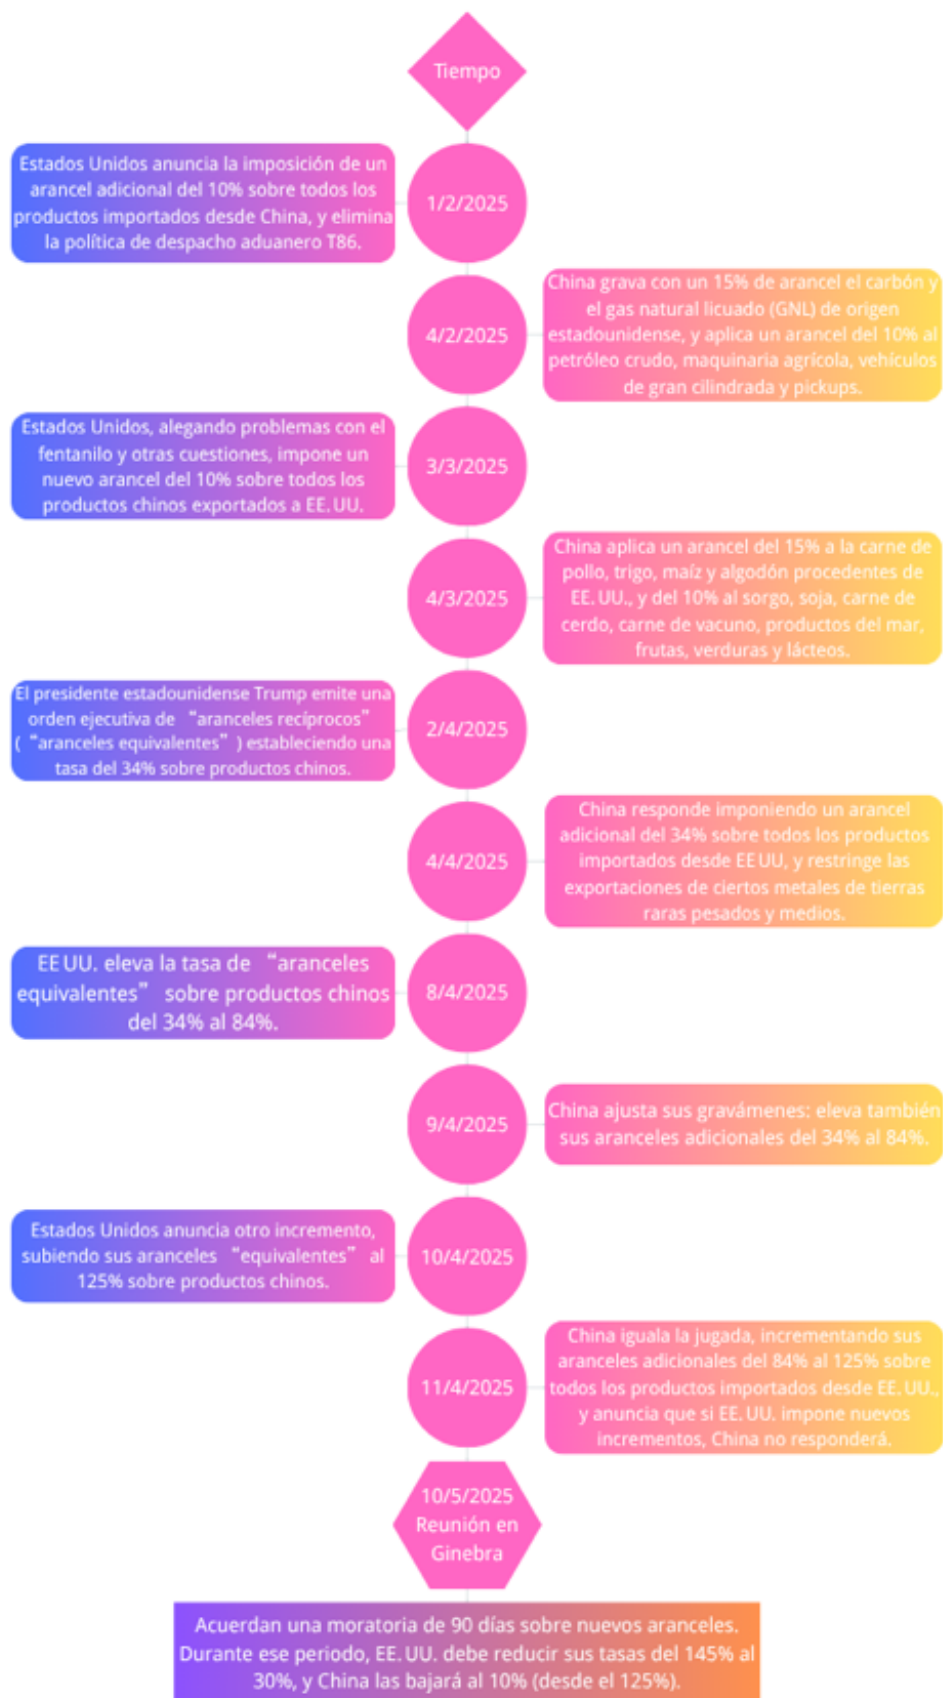 Tiempo
Estados Unidos anuncia la imposición de un
arancel adicional del 10% sobre todos los
productos importados desde China, y elimina
la política de despacho aduanero T86.
1/2/2025
4/2/2025
China grava con un 15% de arancel el carbón y
el gas natural licuado (GNL) de origen
estadounidense, y aplica un arancel del 10% al
petróleo crudo, maquinaria agrícola, vehículos
de gran cilindrada y pickups.
Estados Unidos, alegando problemas con el
fentanilo y otras cuestiones, impone un
nuevo arancel del 10% sobre todos los
productos chinos exportados a EE. UU.
3/3/2025
4/3/2025
China aplica un arancel del 15% a la carne de
pollo, trigo, maíz y algodón procedentes de
EE. UU., y del 10% al sorgo, soja, carne de
cerdo, carne de vacuno, productos del mar,
frutas, verduras y lácteos.
El presidente estadounidense Trump emite una
orden ejecutiva de “aranceles recíprocos”
(“aranceles equivalentes”) estableciendo una
tasa del 34% sobre productos chinos.
2/4/2025
4/4/2025
China responde imponiendo un arancel
adicional del 34% sobre todos los productos
importados desde EE UU, y restringe las
exportaciones de ciertos metales de tierras
raras pesados y medios.
EE UU. eleva la tasa de “aranceles
equivalentes” sobre productos chinos
del 34% al 84%.
8/4/2025
9/4/2025
China ajusta sus gravámenes: eleva también
sus aranceles adicionales del 34% al 84%.
Estados Unidos anuncia otro incremento,
subiendo sus aranceles “equivalentes” al
125% sobre productos chinos.
10/4/2025
11/4/2025
China iguala la jugada, incrementando sus
aranceles adicionales del 84% al 125% sobre
todos los productos importados desde EE. UU.,
y anuncia que si EE. UU. impone nuevos
incrementos, China no responderá.
10/5/2025
Reunión en
Ginebra
Acuerdan una moratoria de 90 días sobre nuevos aranceles.
Durante ese periodo, EE. UU. debe reducir sus tasas del 145% al
30%, y China las bajará al 10% (desde el 125%).